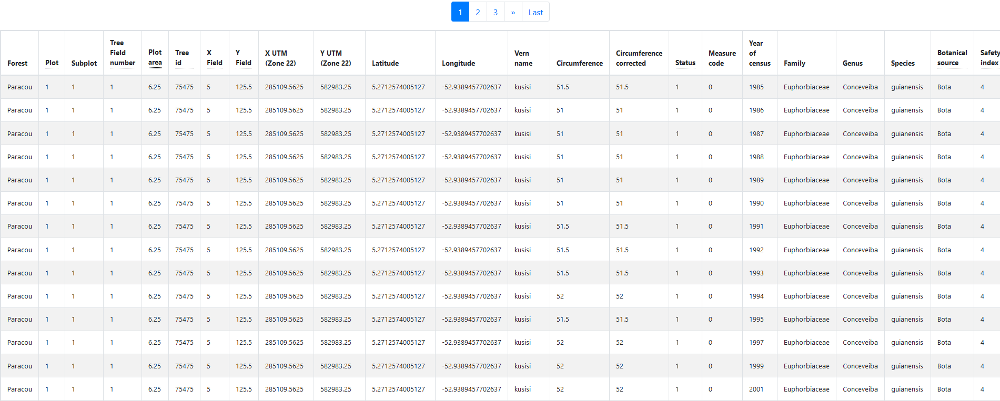 1 2 3 » Last
Forest Plot Subplot Tree Field number Plot area Tree id X Field Y Field X UTM (Zone 22) Y UTM (Zone 22) Latitude Longitude Vern name Circumference Circumference corrected Status Measure code Year of census Family Genus Species Botanical source Safety index
Paracou 1 1 1 6.25 75475 5 125.5 285109.5625 582983.25 5.2712574005127 -52.9389457702637 kusisi 51.5 51.5 1 0 1985 Euphorbiaceae Conceveiba guianensis Bota 4
Paracou 1 1 1 6.25 75475 5 125.5 285109.5625 582983.25 5.2712574005127 -52.9389457702637 kusisi 51 51 1 0 1986 Euphorbiaceae Conceveiba guianensis Bota 4
Paracou 1 1 1 6.25 75475 5 125.5 285109.5625 582983.25 5.2712574005127 -52.9389457702637 kusisi 51 51 1 0 1987 Euphorbiaceae Conceveiba guianensis Bota 4
Paracou 1 1 1 6.25 75475 5 125.5 285109.5625 582983.25 5.2712574005127 -52.9389457702637 kusisi 51 51 1 0 1988 Euphorbiaceae Conceveiba guianensis Bota 4
Paracou 1 1 1 6.25 75475 5 125.5 285109.5625 582983.25 5.2712574005127 -52.9389457702637 kusisi 51 51 1 0 1989 Euphorbiaceae Conceveiba guianensis Bota 4
Paracou 1 1 1 6.25 75475 5 125.5 285109.5625 582983.25 5.2712574005127 -52.9389457702637 kusisi 51 51 1 0 1990 Euphorbiaceae Conceveiba guianensis Bota 4
Paracou 1 1 1 6.25 75475 5 125.5 285109.5625 582983.25 5.2712574005127 -52.9389457702637 kusisi 51.5 51.5 1 0 1991 Euphorbiaceae Conceveiba guianensis Bota 4
Paracou 1 1 1 6.25 75475 5 125.5 285109.5625 582983.25 5.2712574005127 -52.9389457702637 kusisi 51.5 51.5 1 0 1992 Euphorbiaceae Conceveiba guianensis Bota 4
Paracou 1 1 1 6.25 75475 5 125.5 285109.5625 582983.25 5.2712574005127 -52.9389457702637 kusisi 51.5 51.5 1 0 1993 Euphorbiaceae Conceveiba guianensis Bota 4
Paracou 1 1 1 6.25 75475 5 125.5 285109.5625 582983.25 5.2712574005127 -52.9389457702637 kusisi 52 52 1 0 1994 Euphorbiaceae Conceveiba guianensis Bota 4
Paracou 1 1 1 6.25 75475 5 125.5 285109.5625 582983.25 5.2712574005127 -52.9389457702637 kusisi 51.5 51.5 1 0 1995 Euphorbiaceae Conceveiba guianensis Bota 4
Paracou 1 1 1 6.25 75475 5 125.5 285109.5625 582983.25 5.2712574005127 -52.9389457702637 kusisi 52 52 1 0 1997 Euphorbiaceae Conceveiba guianensis Bota 4
Paracou 1 1 1 6.25 75475 5 125.5 285109.5625 582983.25 5.2712574005127 -52.9389457702637 kusisi 52 52 1 0 1999 Euphorbiaceae Conceveiba guianensis Bota 4
Paracou 1 1 1 6.25 75475 5 125.5 285109.5625 582983.25 5.2712574005127 -52.9389457702637 kusisi 52 52 1 0 2001 Euphorbiaceae Conceveiba guianensis Bota 4